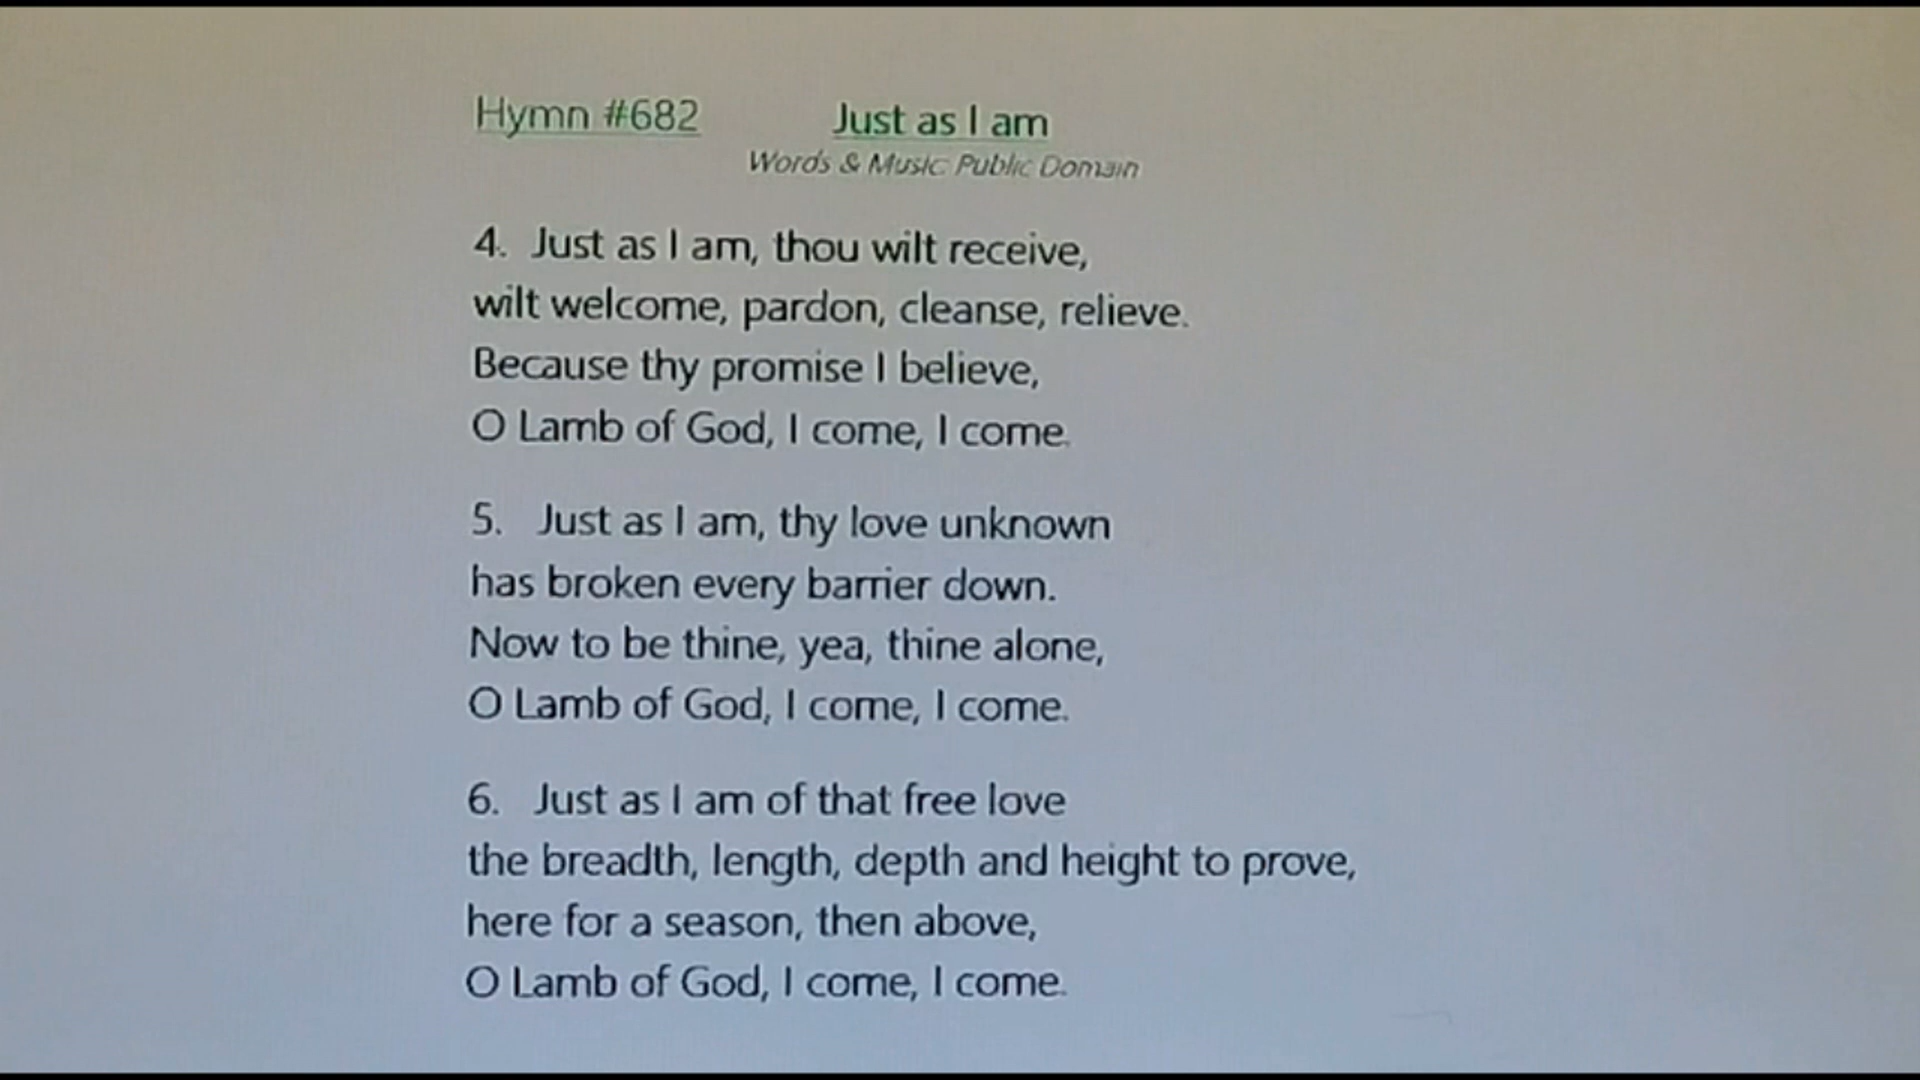 Hymn #682 Just as I am
Words & Music: Public Domain
4. Just as I am, thou wilt receive,
wilt welcome, pardon, cleanse, relieve.
Because thy promise I believe,
O Lamb of God, I come, I come.
5. Just as I am, thy love unknown
has broken every barrier down.
Now to be thine, yea, thine alone,
O Lamb of God, I come, I come.
6. Just as I am of that free love
the breadth, length, depth and height to prove,
here for a season, then above,
O Lamb of God, I come, I come.